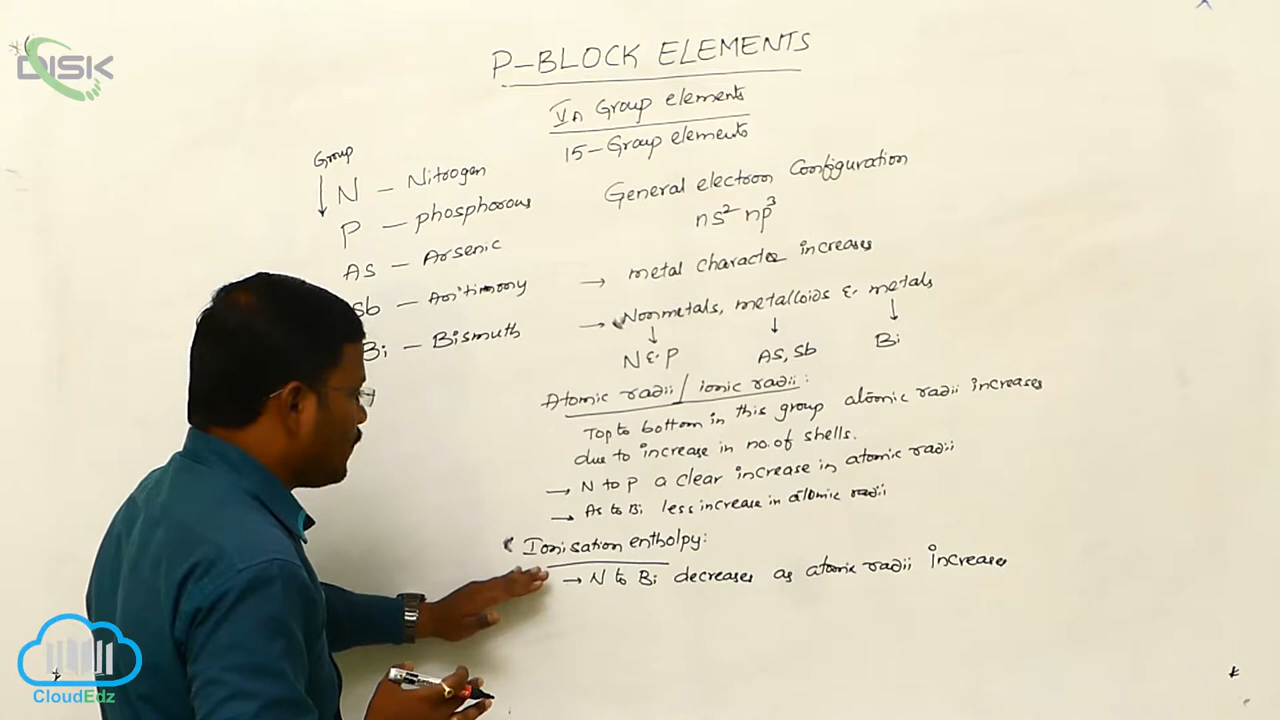 DISK
P-BLOCK ELEMENTS
VA Group elements
15-Group elements
Group
N - Nitrogen
P - phosphorous
As - Arsenic
Sb - Antimony
Bi - Bismuth
General electron configuration
ns² np³
→ metal character increases
→ Nonmetals, metalloids & metals
N & P
As, Sb
Bi
Atomic radii / ionic radii:
Top to bottom in this group atomic radii increases
due to increase in no. of shells.
→ N to P a clear increase in atomic radii
→ As to Bi less increase in atomic radii
Ionisation entholpy:
→ N to Bi decreases as atomic radii increases
CloudEdz